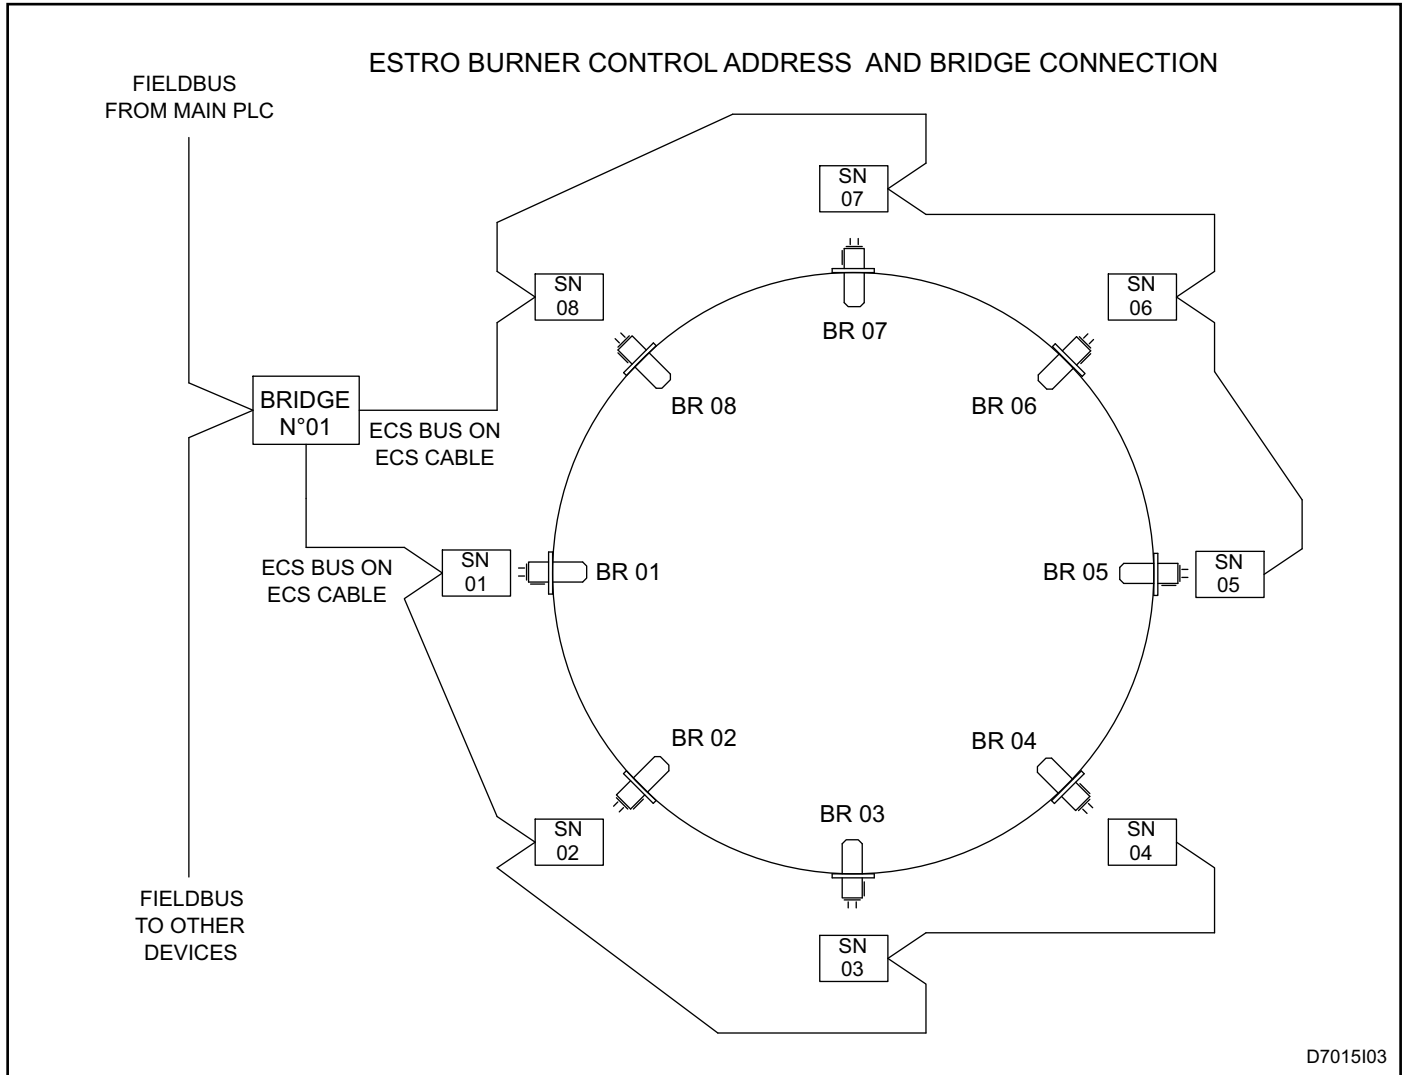 ESTRO BURNER CONTROL ADDRESS AND BRIDGE CONNECTION
FIELDBUS
FROM MAIN PLC
SN
07
SN
08
SN
06
BR 07
BR 08
BR 06
BRIDGE
N°01
ECS BUS ON
ECS CABLE
ECS BUS ON
ECS CABLE
SN
01
BR 01
BR 05
SN
05
BR 02
BR 04
BR 03
SN
02
SN
04
SN
03
FIELDBUS
TO OTHER
DEVICES
D7015I03